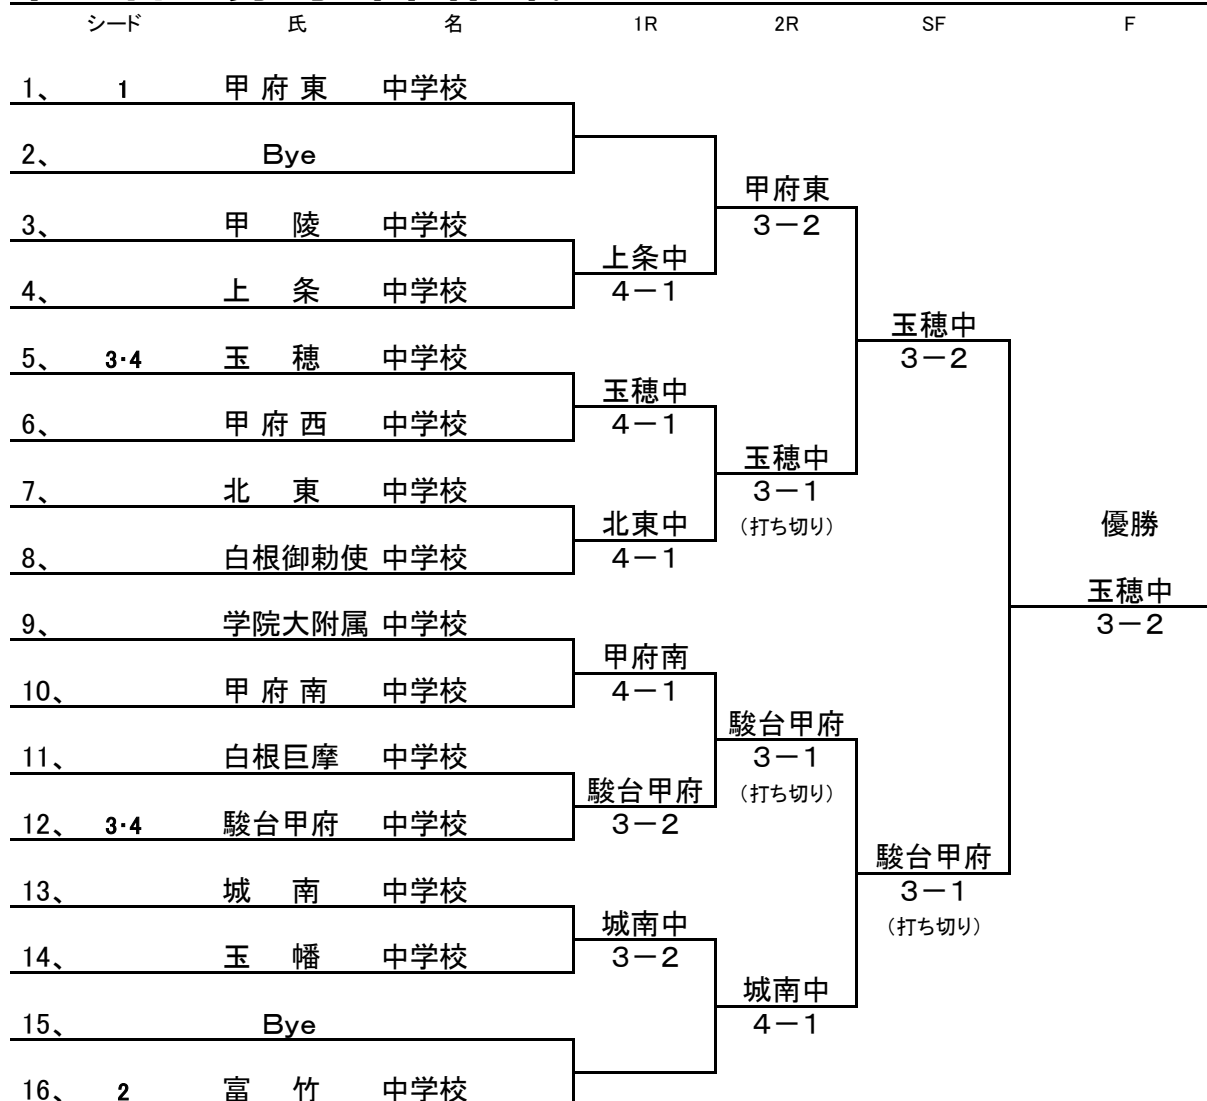 シード 氏 名 1R 2R SF F
1、 1 甲府東 中学校
2、 Bye
甲府東
3、 甲 陵 中学校
3－2
上条中
4、 上 条 中学校
4－1
玉穂中
5、 3・4 玉 穂 中学校
3－2
玉穂中
6、 甲府西 中学校
4－1
玉穂中
7、 北 東 中学校
3－1
北東中
（打ち切り）
優勝
8、 白根御勅使 中学校
4－1
玉穂中
9、 学院大附属 中学校
3－2
甲府南
10、 甲府南 中学校
4－1
駿台甲府
11、 白根巨摩 中学校
3－1
駿台甲府
（打ち切り）
12、 3・4 駿台甲府 中学校
3－2
駿台甲府
13、 城 南 中学校
3－1
城南中
（打ち切り）
14、 玉 幡 中学校
3－2
城南中
15、 Bye
4－1
16、 2 富 竹 中学校